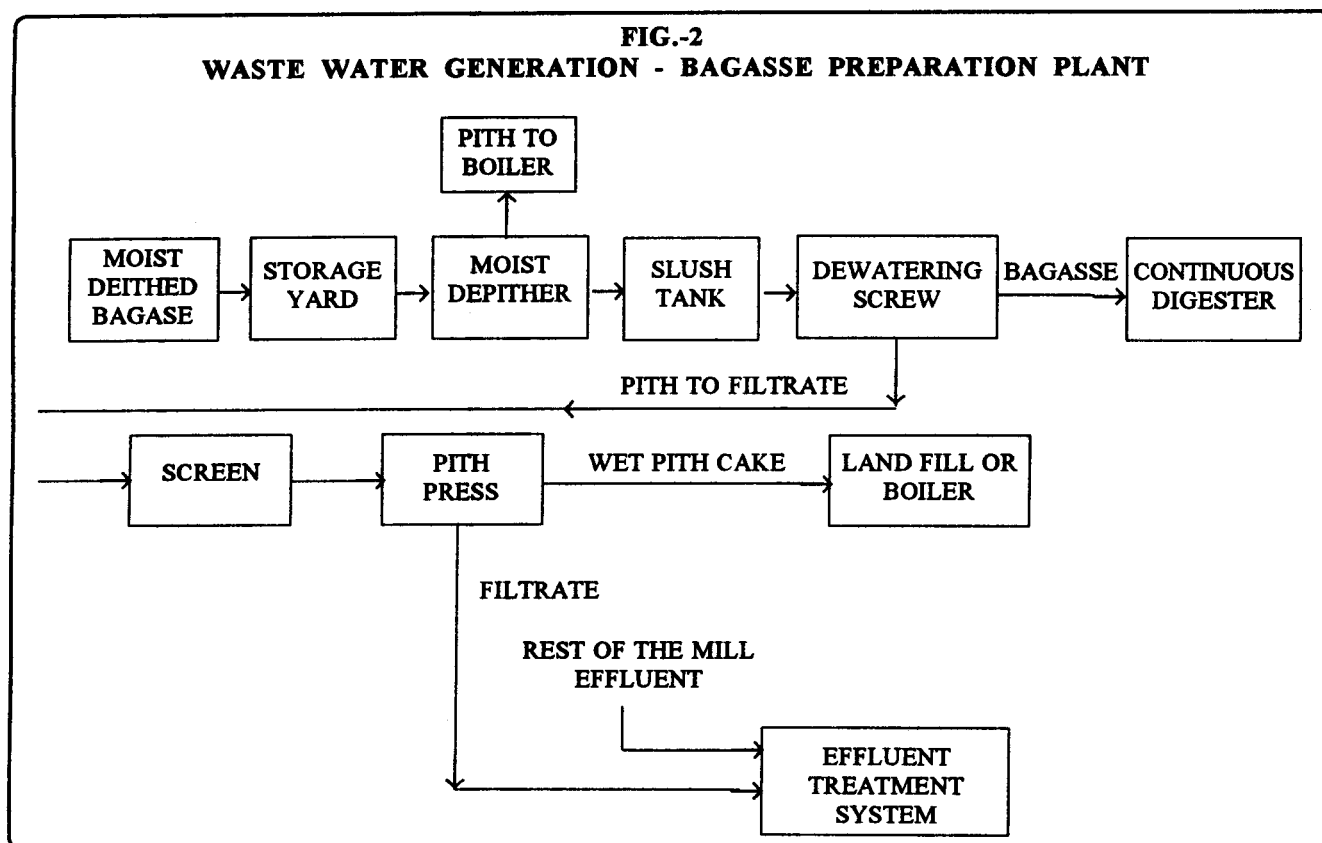 FIG.-2
WASTE WATER GENERATION - BAGASSE PREPARATION PLANT
PITH TO
BOILER
MOIST
DEITHED
BAGASE
STORAGE
YARD
MOIST
DEPITHER
SLUSH
TANK
DEWATERING
SCREW
BAGASSE
CONTINUOUS
DIGESTER
PITH TO FILTRATE
SCREEN
PITH
PRESS
WET PITH CAKE
LAND FILL OR
BOILER
FILTRATE
REST OF THE MILL
EFFLUENT
EFFLUENT
TREATMENT
SYSTEM